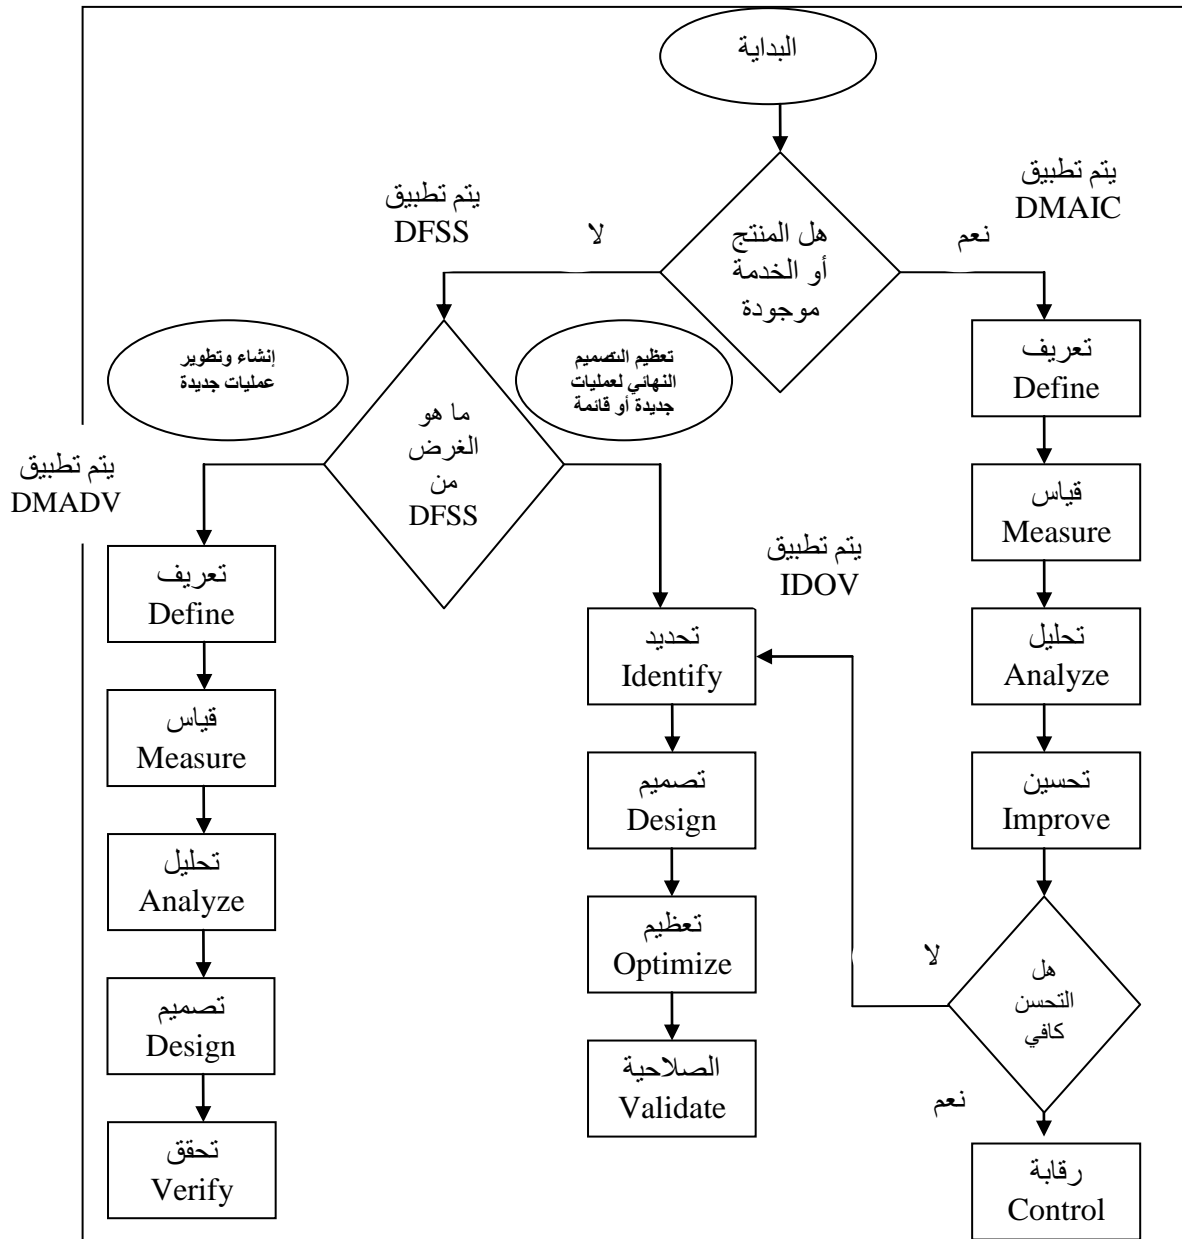 البداية
يتم تطبيق
DMAIC
نعم
هل المنتج
أو الخدمة
موجودة
لا
يتم تطبيق
DFSS
تعريف
Define
قياس
Measure
تحليل
Analyze
تحسين
Improve
هل
التحسن
كافي
لا
نعم
رقابة
Control
تعظيم التصميم
النهائي لعمليات
جديدة أو قائمة
ما هو
الغرض
من
DFSS
إنشاء وتطوير
عمليات جديدة
يتم تطبيق
IDOV
تحديد
Identify
تصميم
Design
تعظيم
Optimize
الصلاحية
Validate
يتم تطبيق
DMADV
تعريف
Define
قياس
Measure
تحليل
Analyze
تصميم
Design
تحقق
Verify